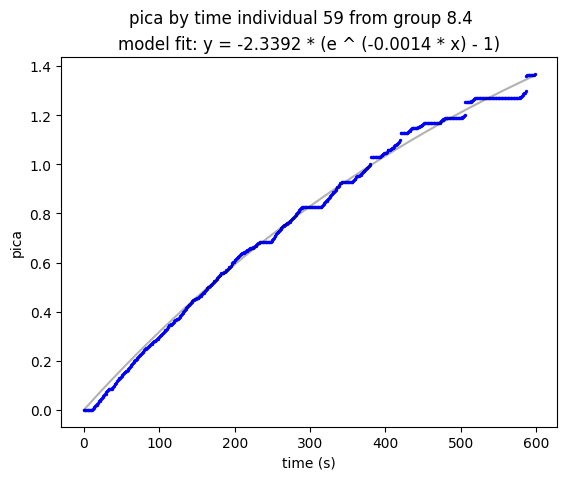 pica by time individual 59 from group 8.4
model fit: y = -2.3392 * (e ^ (-0.0014 * x) - 1)
1.4
1.2
1.0
0.8
0.6
0.4
0.2
0.0
pica
0 100 200 300 400 500 600
time (s)